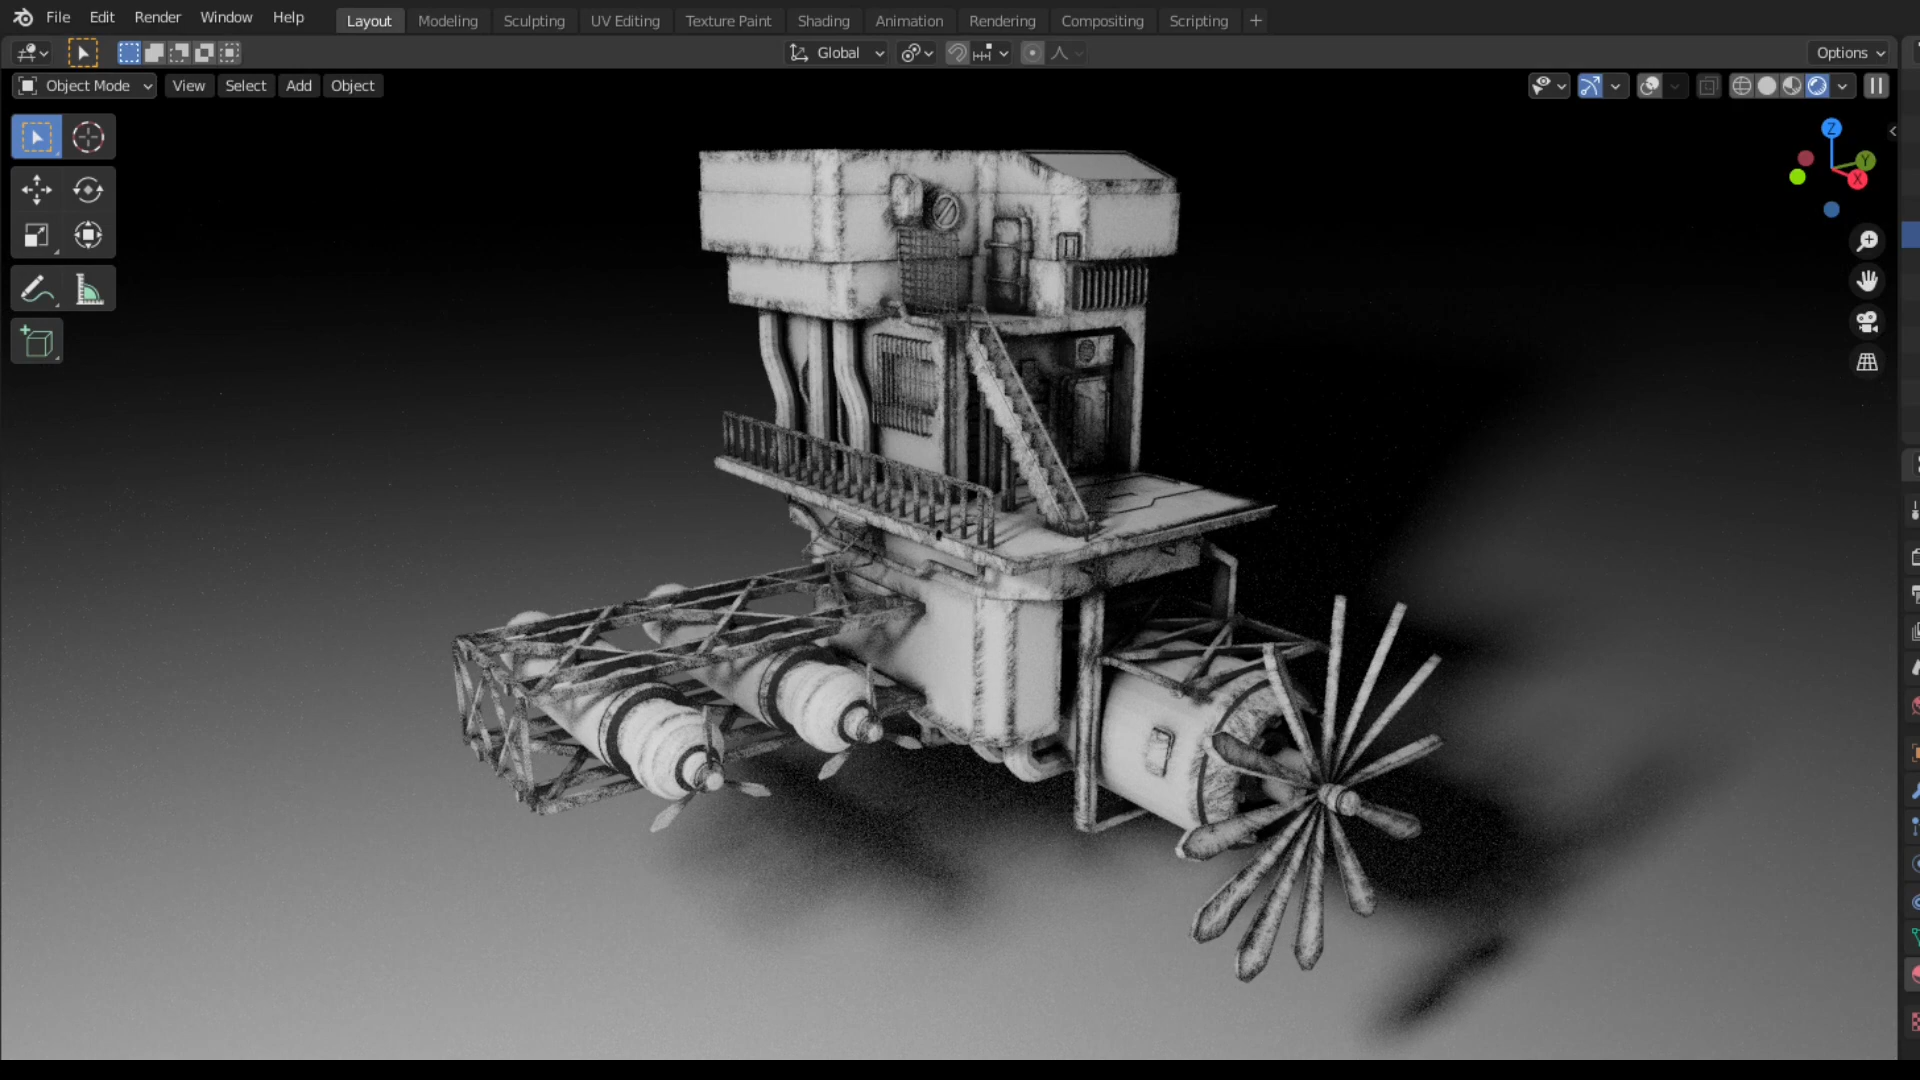 File Edit Render Window Help Layout Modeling Sculpting UV Editing Texture Paint Shading Animation Rendering Compositing Scripting +
Global Options
Object Mode View Select Add Object
Z
Y
X